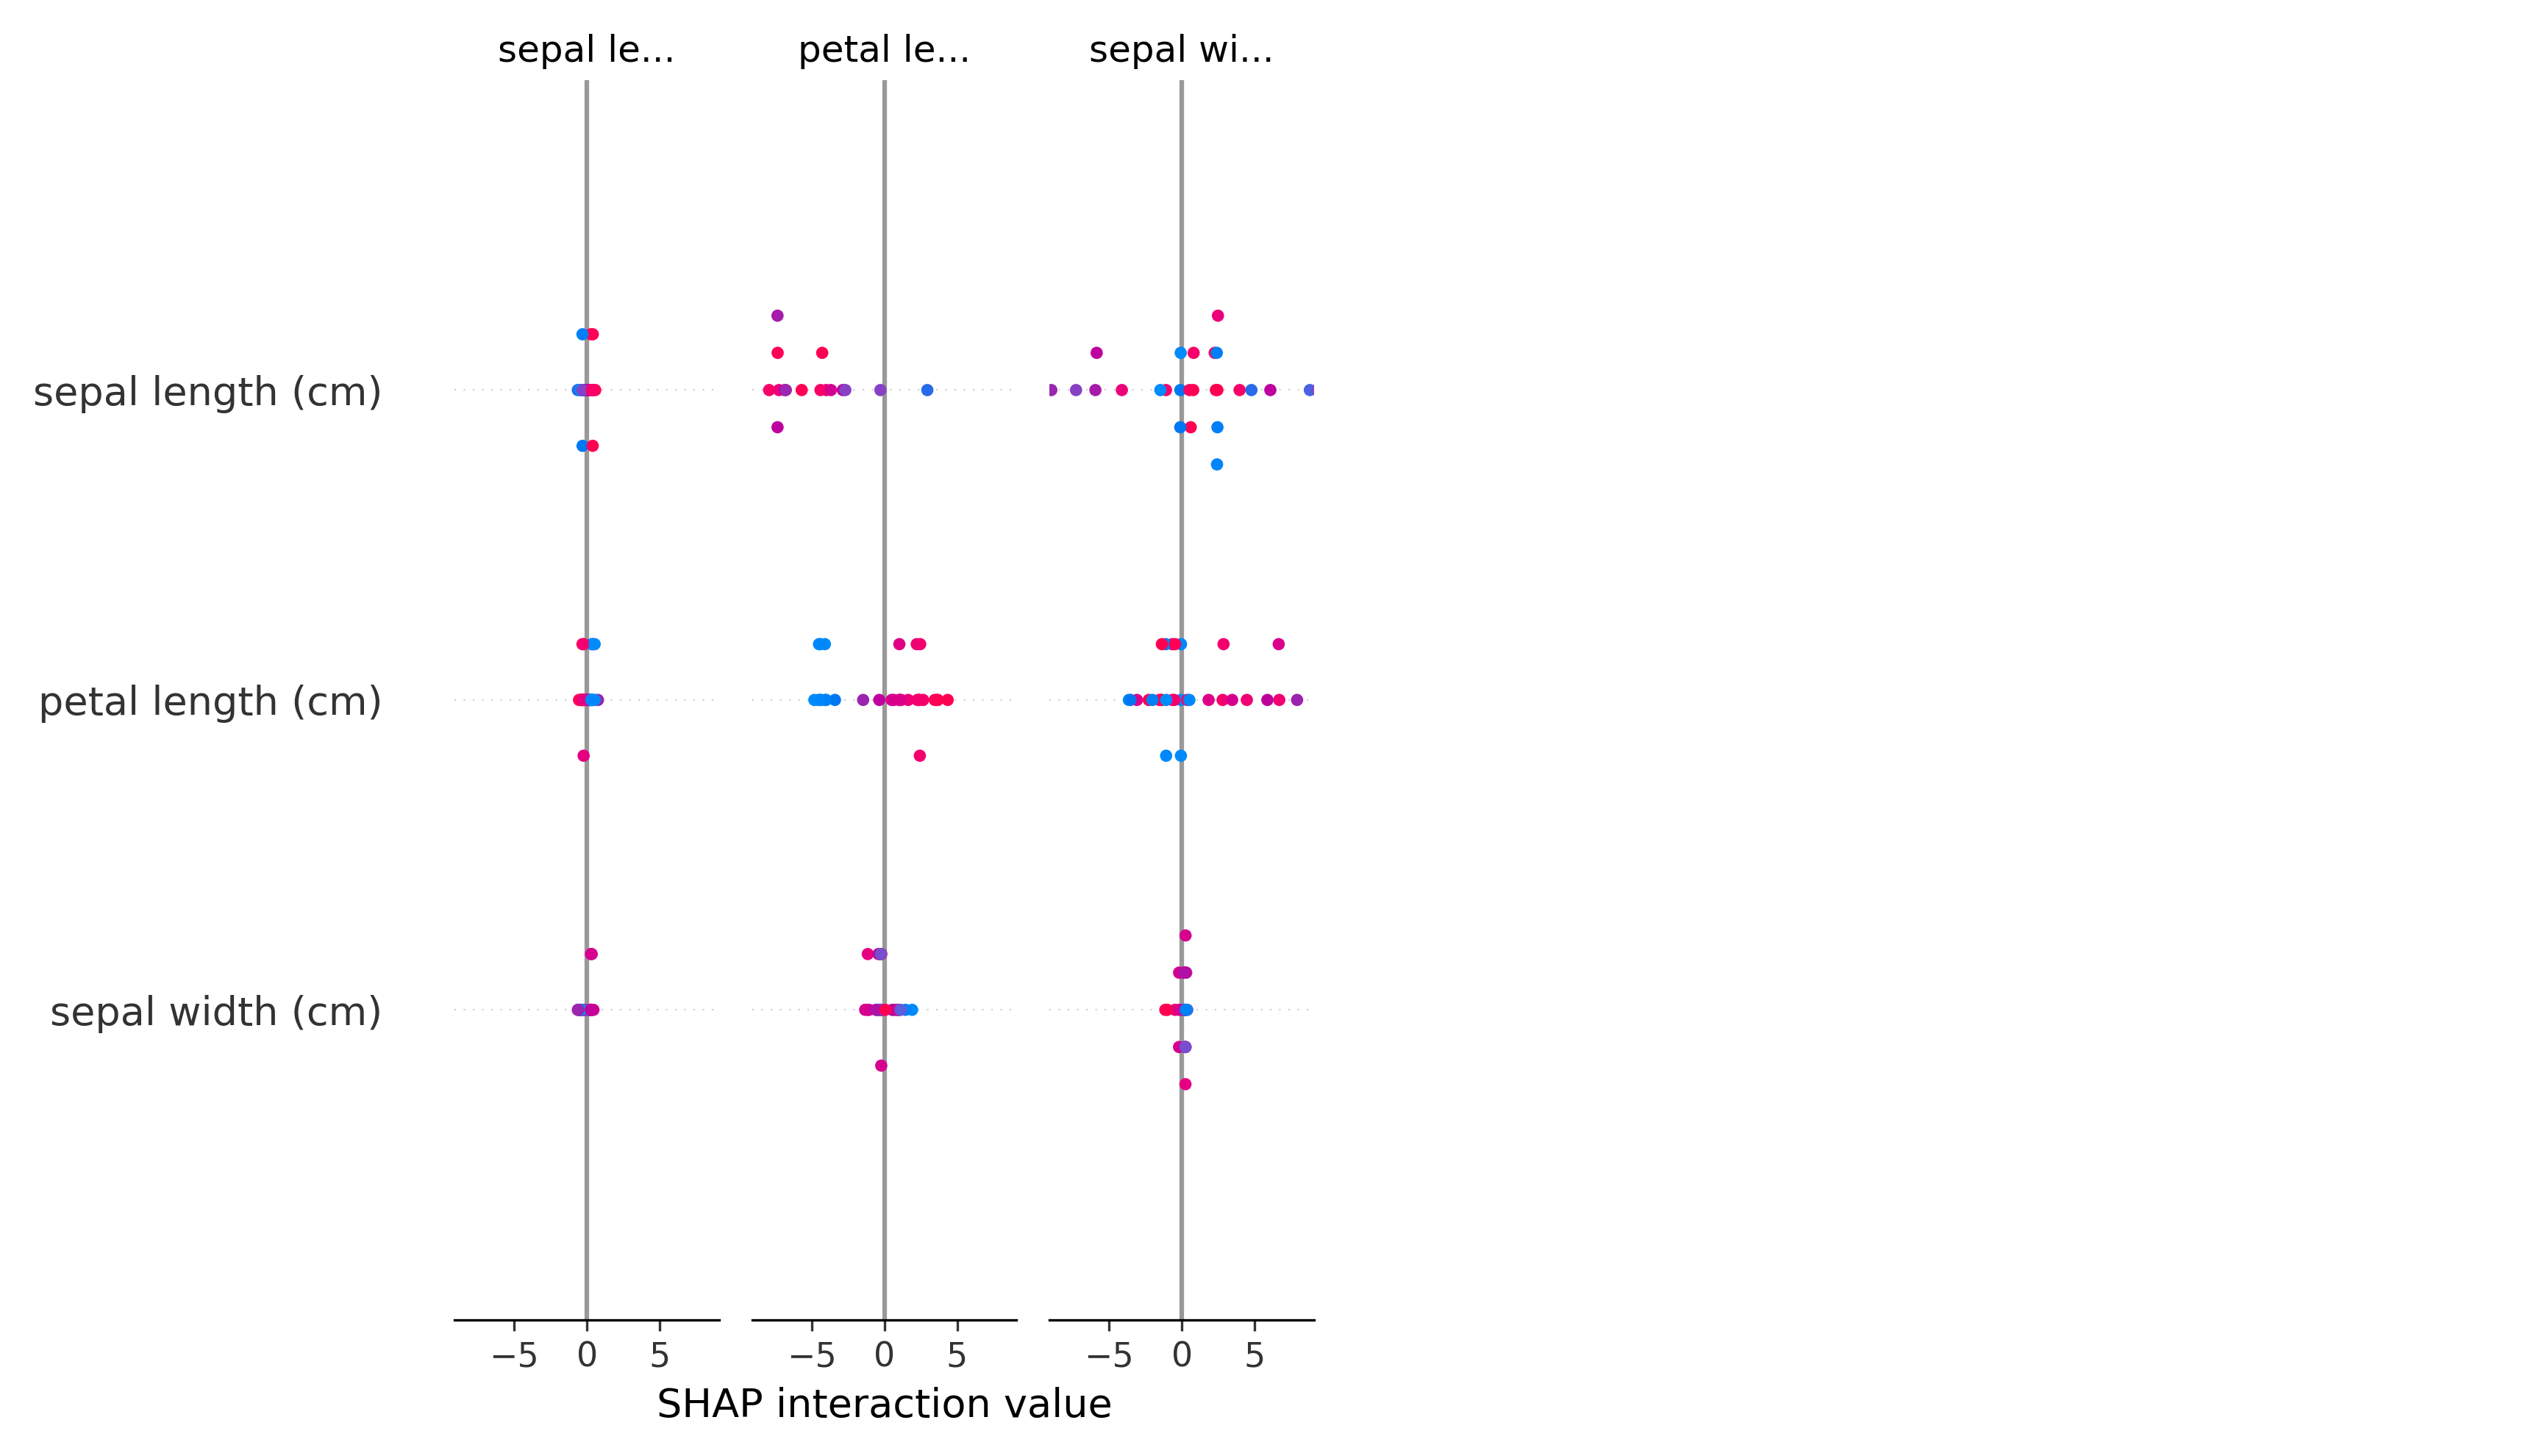 sepal le... petal le... sepal wi...
sepal length (cm)
petal length (cm)
sepal width (cm)
−5 0 5 −5 0 5 −5 0 5
SHAP interaction value